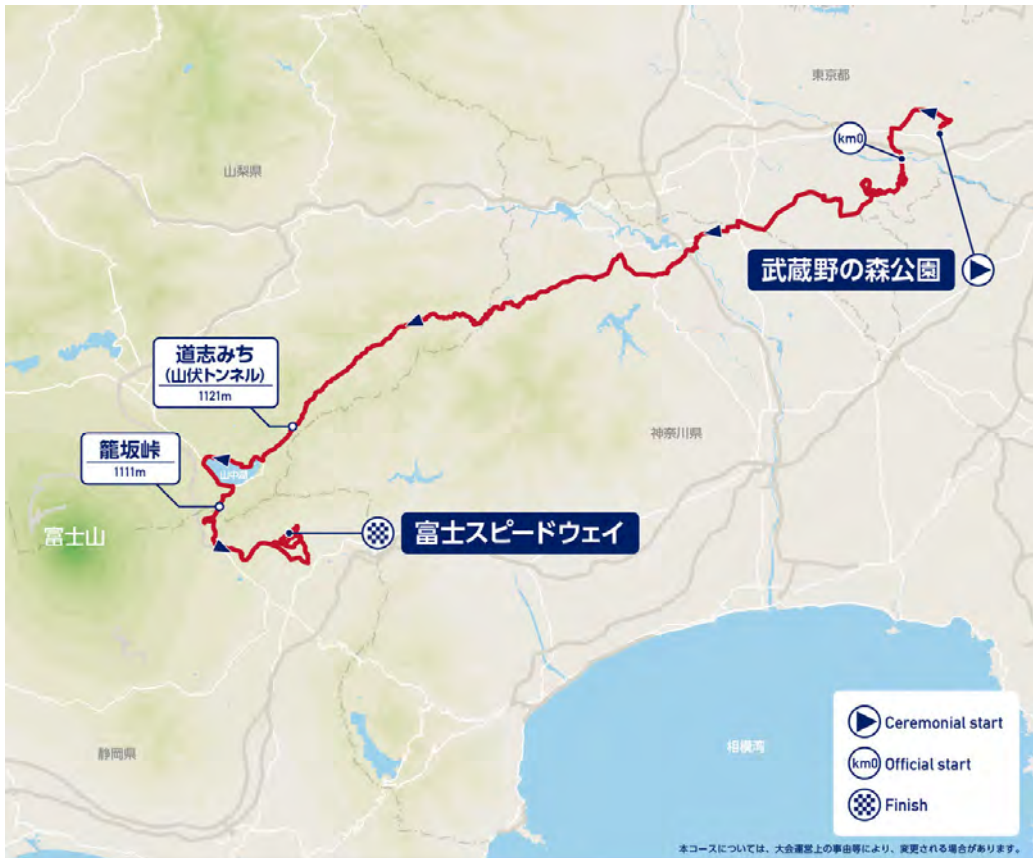 東京都
km0
山梨県
武蔵野の森公園
道志みち
(山伏トンネル)
1121m
神奈川県
籠坂峠
1111m
山中湖
富士山
富士スピードウェイ
静岡県
相模湾
Ceremonial start
km0 Official start
Finish
本コースについては、大会運営上の事由等により、変更される場合があります。